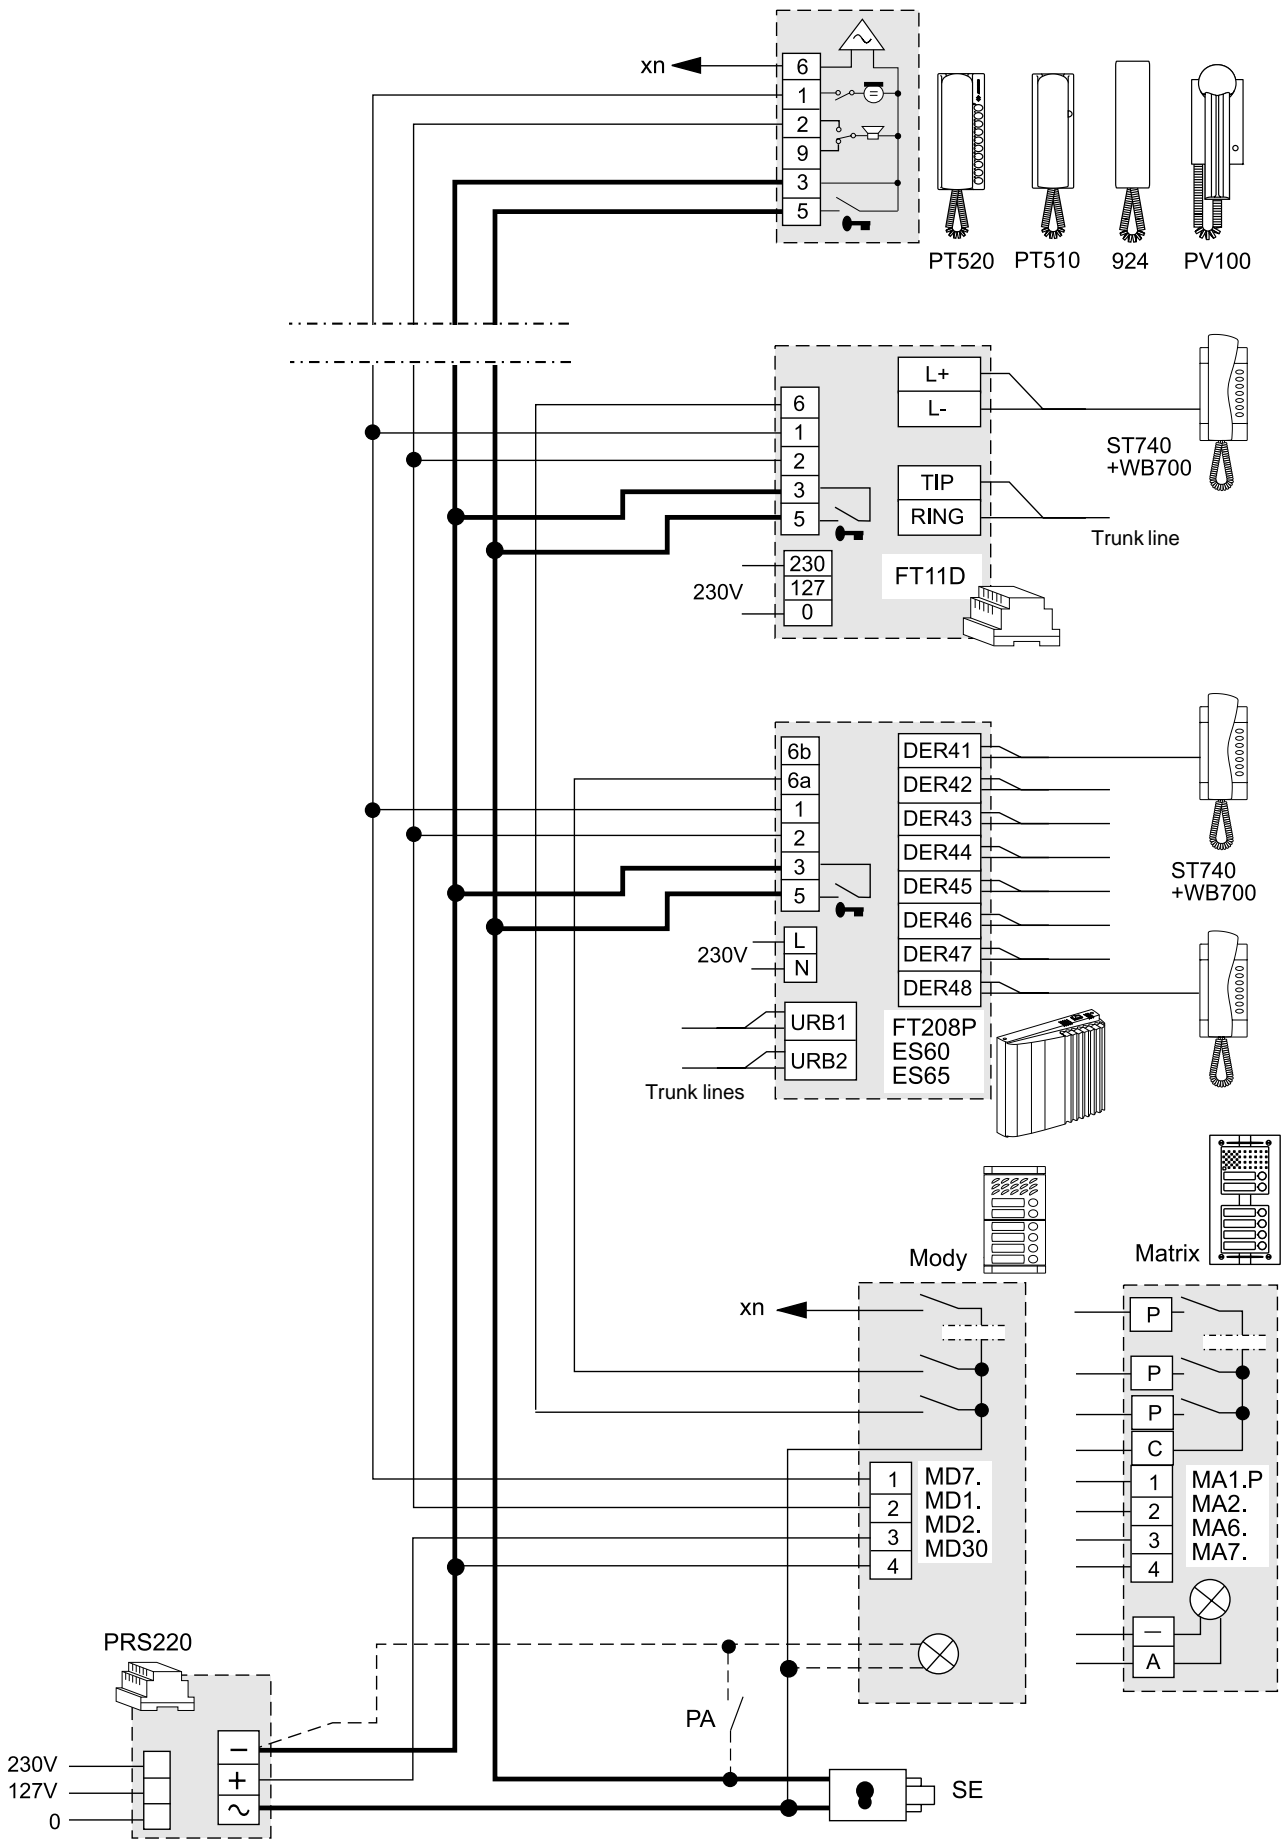 xn
6
1
2
9
3
5
PT520
PT510
924
PV100
6
1
2
3
5
L+
L-
TIP
RING
ST740
+WB700
Trunk line
230V
230
127
0
FT11D
6b
6a
1
2
3
5
DER41
DER42
DER43
DER44
DER45
DER46
DER47
DER48
ST740
+WB700
230V
L
N
URB1
URB2
Trunk lines
FT208P
ES60
ES65
Mody
Matrix
xn
P
P
P
C
1
2
3
4
MD7.
MD1.
MD2.
MD30
1
2
3
4
MA1.P
MA2.
MA6.
MA7.
—
A
PRS220
230V
127V
0
−
+
~
PA
SE